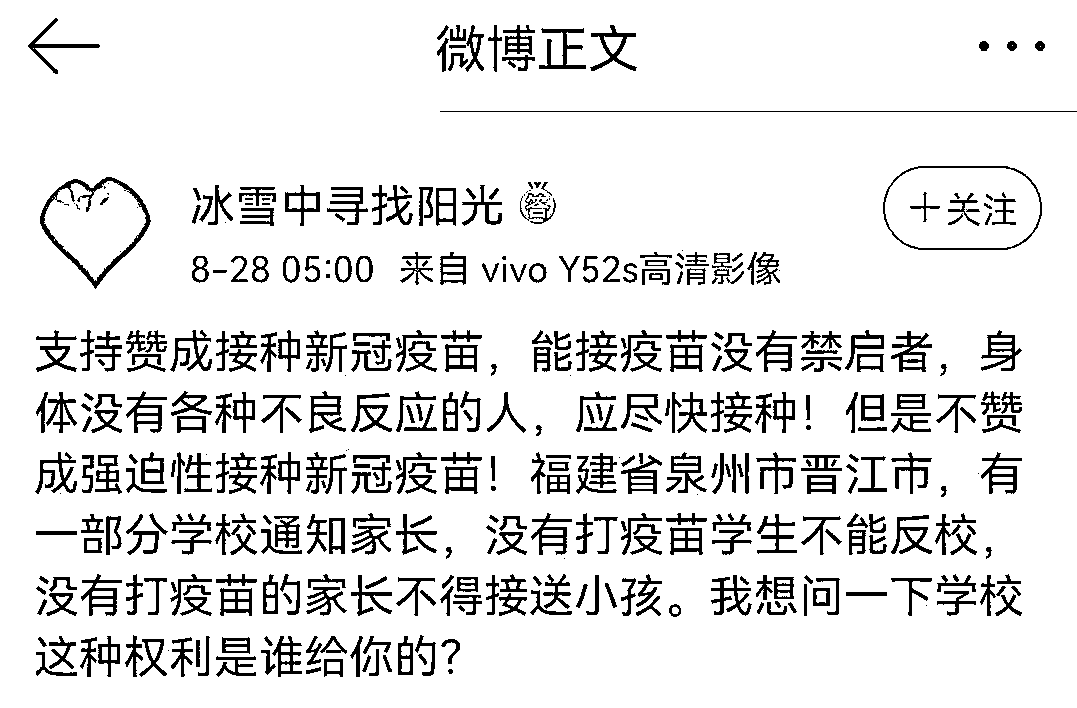 微博正文
冰雪中寻找阳光
8-28 05:00 来自 vivo Y52s高清影像
+关注
支持赞成接种新冠疫苗，能接疫苗没有禁启者，身
体没有各种不良反应的人，应尽快接种！但是不赞
成强迫性接种新冠疫苗！福建省泉州市晋江市，有
一部分学校通知家长，没有打疫苗学生不能反校，
没有打疫苗的家长不得接送小孩。我想问一下学校
这种权利是谁给你的？